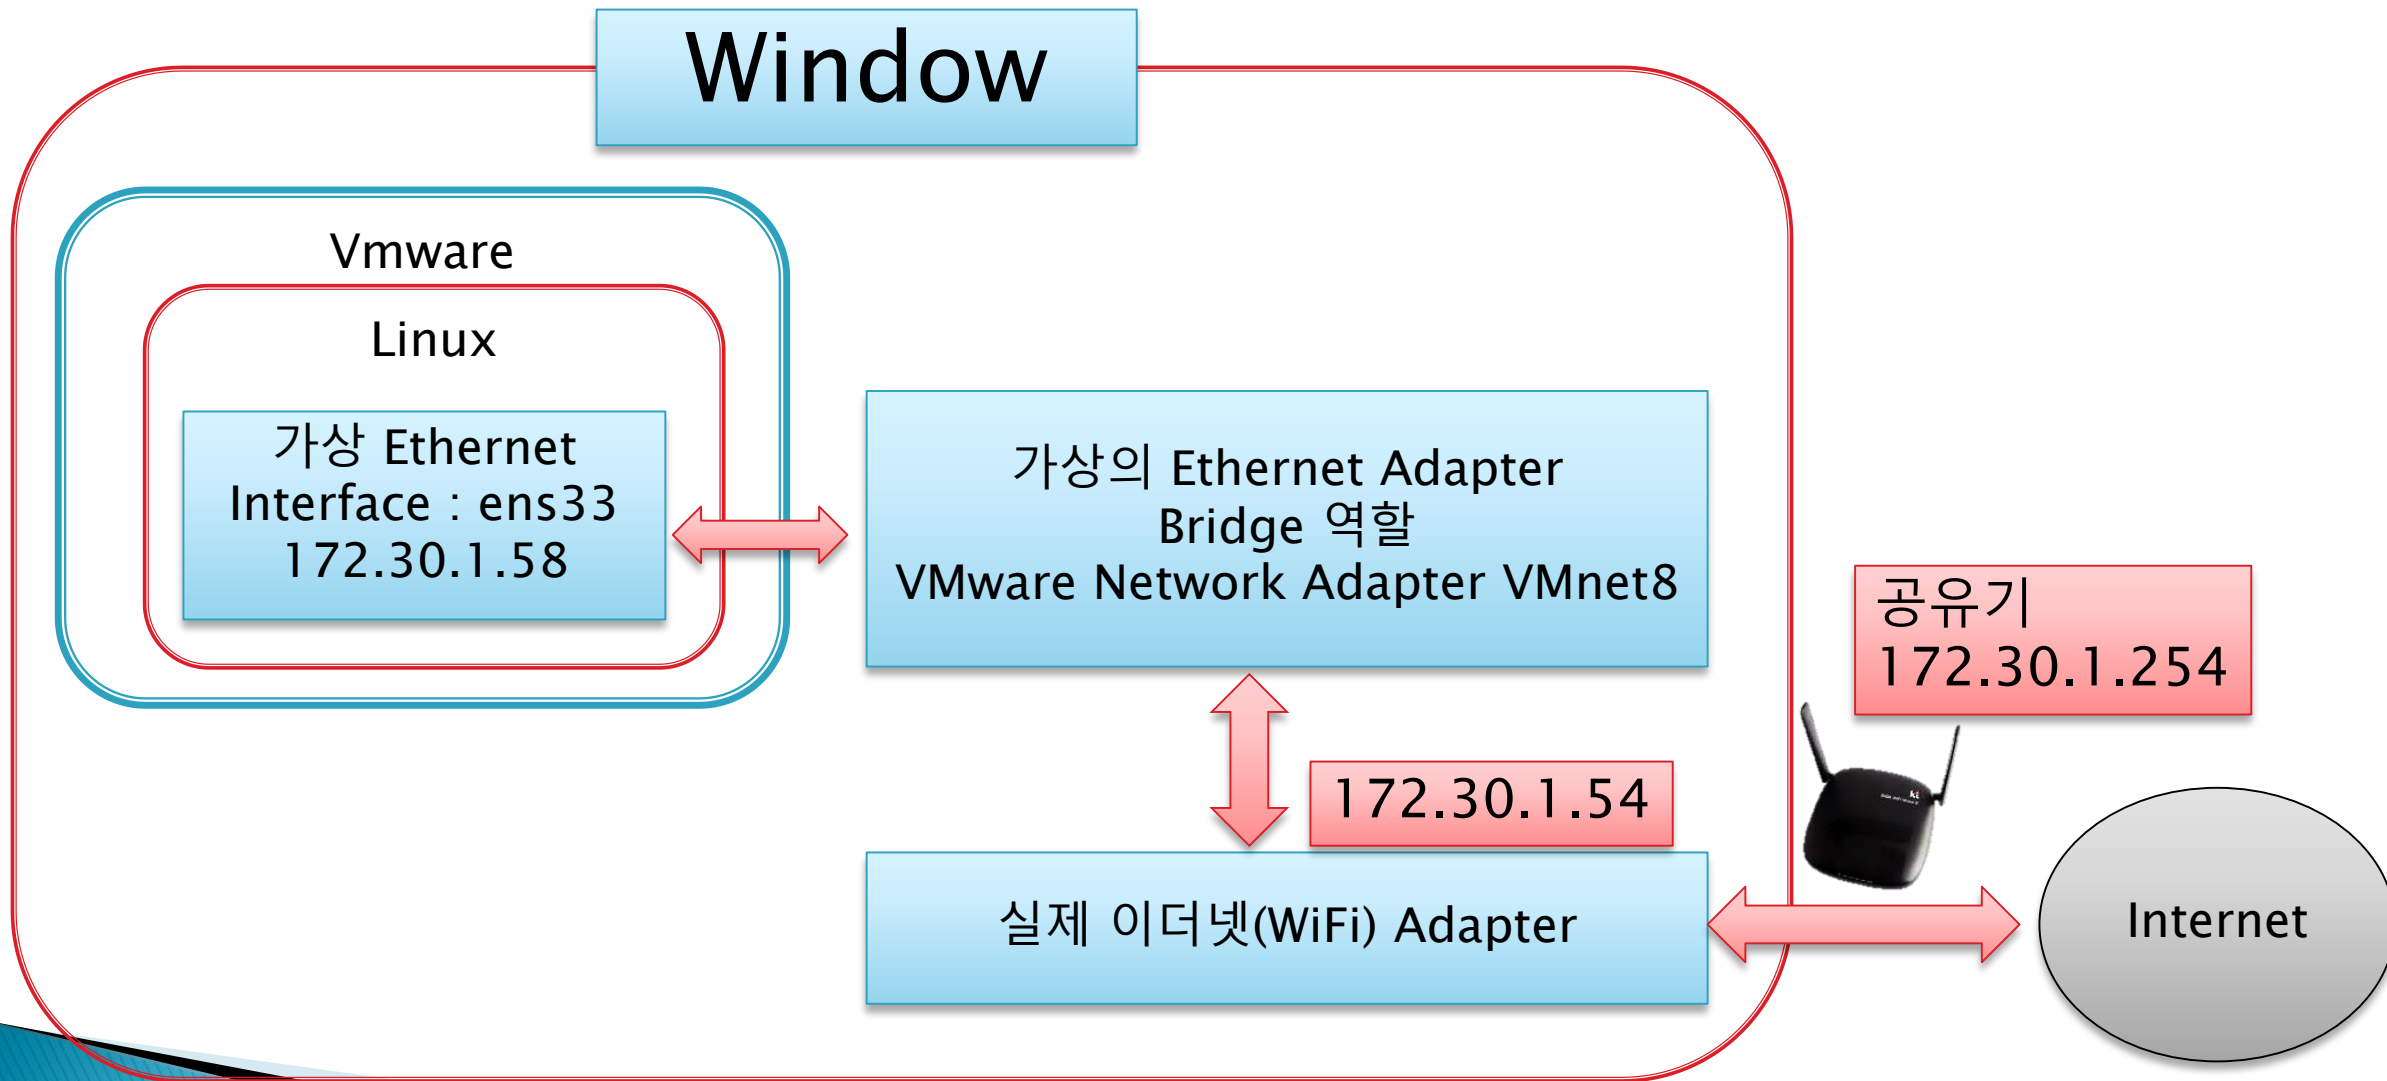 Window
Vmware
Linux
가상 Ethernet
Interface : ens33
172.30.1.58
가상의 Ethernet Adapter
Bridge 역할
VMware Network Adapter VMnet8
공유기
172.30.1.254
172.30.1.54
실제 이더넷(WiFi) Adapter
Internet